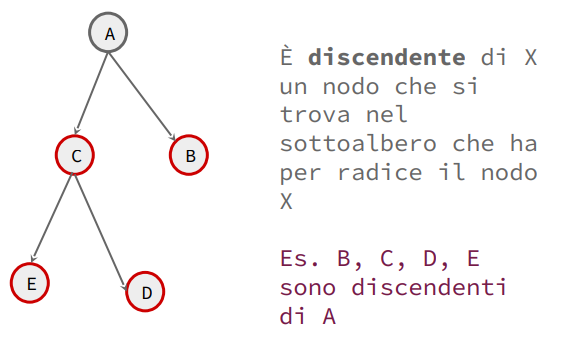 A
C
B
E
D
È discendente di X
un nodo che si
trova nel
sottoalbero che ha
per radice il nodo
X
Es. B, C, D, E
sono discendenti
di A